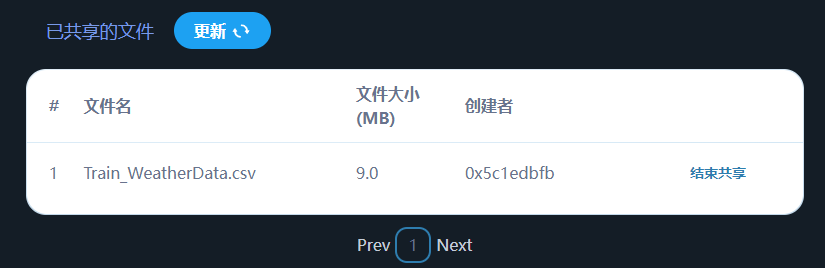 已共享的文件 更新
# 文件名 文件大小 (MB) 创建者
1 Train_WeatherData.csv 9.0 0x5c1edbfb 结束共享
Prev 1 Next